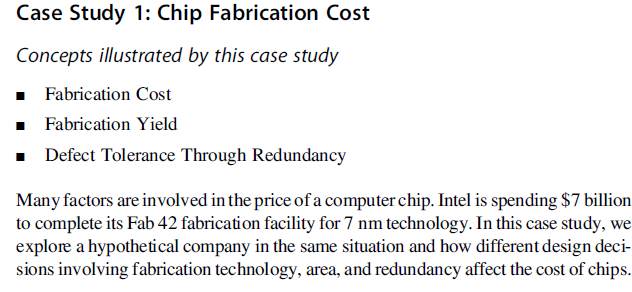 Case Study 1: Chip Fabrication Cost
Concepts illustrated by this case study
■ Fabrication Cost
■ Fabrication Yield
■ Defect Tolerance Through Redundancy
Many factors are involved in the price of a computer chip. Intel is spending $7 billion
to complete its Fab 42 fabrication facility for 7 nm technology. In this case study, we
explore a hypothetical company in the same situation and how different design deci-
sions involving fabrication technology, area, and redundancy affect the cost of chips.